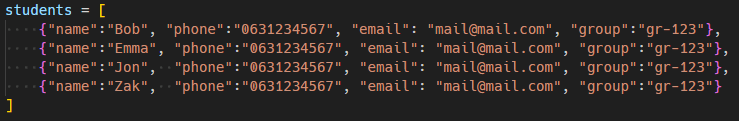 students = [
    {"name":"Bob", "phone":"0631234567", "email": "mail@mail.com", "group":"gr-123"},
    {"name":"Emma", "phone":"0631234567", "email": "mail@mail.com", "group":"gr-123"},
    {"name":"Jon",  "phone":"0631234567", "email": "mail@mail.com", "group":"gr-123"},
    {"name":"Zak", "phone":"0631234567", "email": "mail@mail.com", "group":"gr-123"}
]